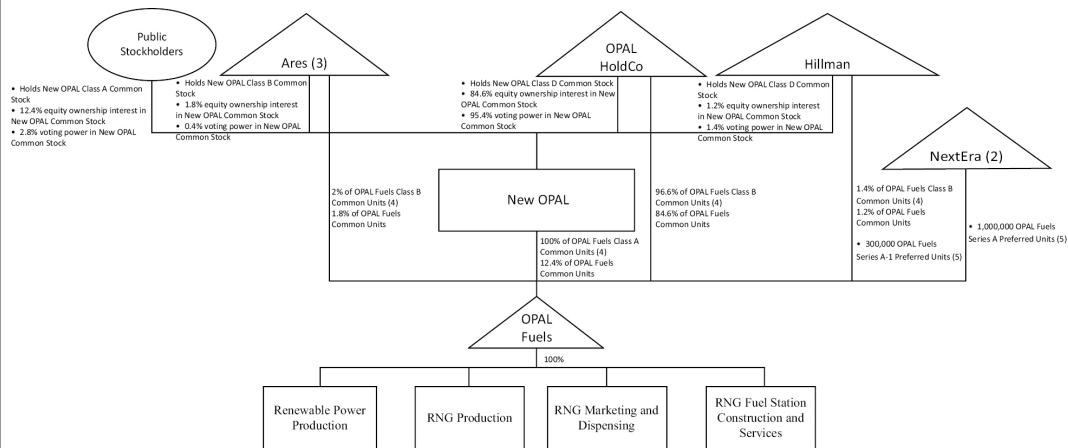 Public
Stockholders
Ares (3)
OPAL
HoldCo
Hillman
NextEra (2)
• Holds New OPAL Class A Common
Stock
• 12.4% equity ownership interest in
New OPAL Common Stock
• 2.8% voting power in New OPAL
Common Stock
• Holds New OPAL Class B Common
Stock
• 1.8% equity ownership interest
in New OPAL Common Stock
• 0.4% voting power in New OPAL
Common Stock
• Holds New OPAL Class D Common Stock
• 84.6% equity ownership interest in New
OPAL Common Stock
• 95.4% voting power in New OPAL
Common Stock
• Holds New OPAL Class D Common
Stock
• 1.2% equity ownership interest
in New OPAL Common Stock
• 1.4% voting power in New OPAL
Common Stock
New OPAL
2% of OPAL Fuels Class B
Common Units (4)
1.8% of OPAL Fuels
Common Units
96.6% of OPAL Fuels Class B
Common Units (4)
84.6% of OPAL Fuels
Common Units
1.4% of OPAL Fuels Class B
Common Units (4)
1.2% of OPAL Fuels
Common Units
• 300,000 OPAL Fuels
Series A-1 Preferred Units (5)
• 1,000,000 OPAL Fuels
Series A Preferred Units (5)
100% of OPAL Fuels Class A
Common Units (4)
12.4% of OPAL Fuels
Common Units
OPAL
Fuels
100%
Renewable Power
Production
RNG Production
RNG Marketing and
Dispensing
RNG Fuel Station
Construction and
Services